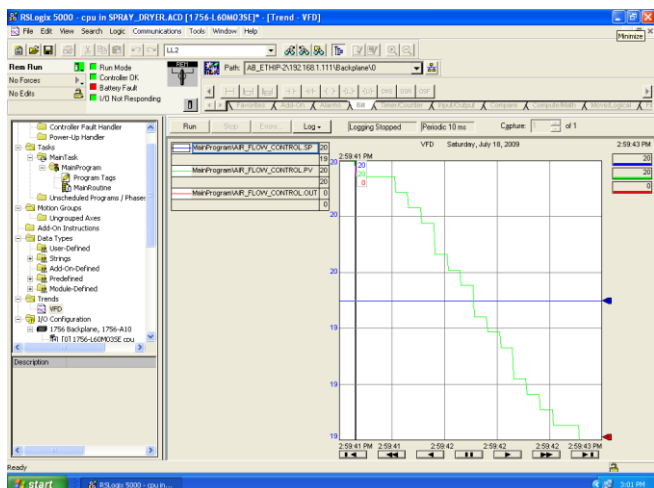 RSLogix 5000 - cpu in SPRAY_DRYER.ACD [1756-L60M03SE]* - [Trend - VFD]
File Edit View Search Logic Communications Tools Window Help
Minimize
LL2
Rem Run
Run Mode
No Forces
Controller OK
Battery Fault
No Edits
I/O Not Responding
REM
Path: AB_ETHIP-2\192.168.1.111\Backplane\0
Favorites Add-On Alarms Bit Timer/Counter Input/Output Compare Compute/Math Move/Logical
Controller Fault Handler
Power-Up Handler
Tasks
MainTask
MainProgram
Program Tags
MainRoutine
Unscheduled Programs / Phases
Motion Groups
Ungrouped Axes
Add-On Instructions
Data Types
User-Defined
Strings
Add-On-Defined
Predefined
Module-Defined
Trends
VFD
I/O Configuration
1756 Backplane, 1756-A10
[0] 1756-L60M03SE cpu
Description
Run Stop Errors... Log Logging Stopped Periodic 10 ms Capture: of 1
VFD Saturday, July 18, 2009
2:59:43 PM
MainProgram\AIR_FLOW_CONTROL.SP 20
19
MainProgram\AIR_FLOW_CONTROL.PV 20
20
MainProgram\AIR_FLOW_CONTROL.OUT 0
0
20
2:59:41 PM
20
20
0
20
20
0
20
19
19
19
2:59:41 PM 2:59:41 2:59:42 2:59:42 2:59:42 2:59:43 PM
Ready
start
RSLogix 5000 - cpu in...
3:01 PM